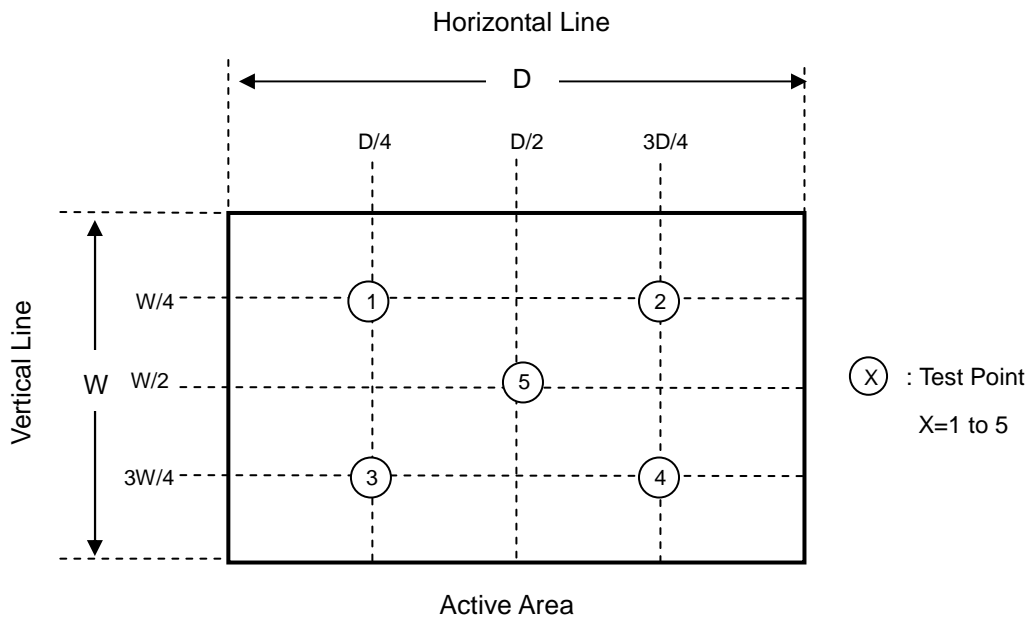 Horizontal Line
D
D/4 D/2 3D/4
Vertical Line
W
W/4
W/2
3W/4
1 2
5
3 4
X : Test Point
X=1 to 5
Active Area